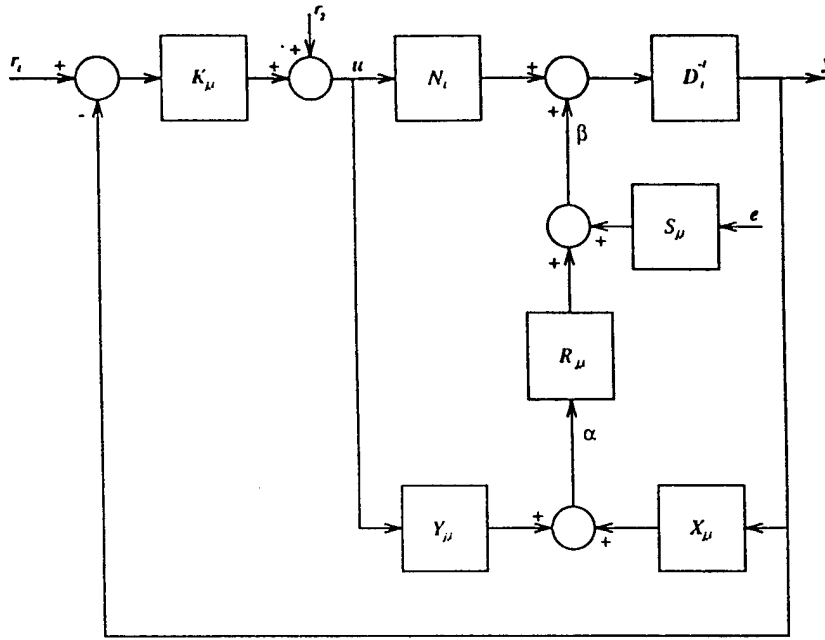 r₂
r₁ + K_μ + + u N_i + D_i^{-1} y
-
+ β
S_μ e
+ +
R_μ
α
Y_μ + + X_μ